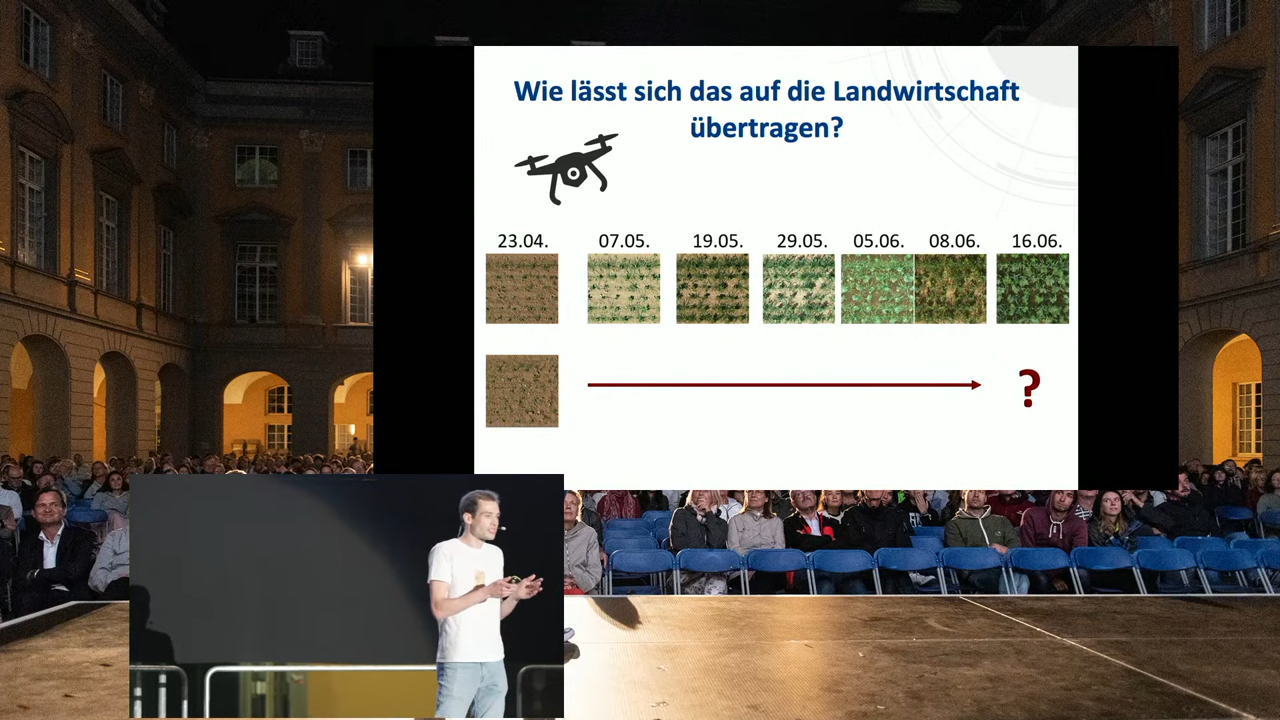 Wie lässt sich das auf die Landwirtschaft
übertragen?
23.04. 07.05. 19.05. 29.05. 05.06. 08.06. 16.06.
?